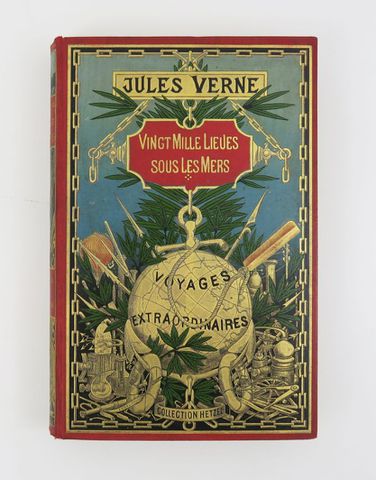 JULES VERNE
VINGT MILLE LIEUES
SOUS LES MERS
VOYAGES
EXTRAORDINAIRES
COLLECTION HETZEL